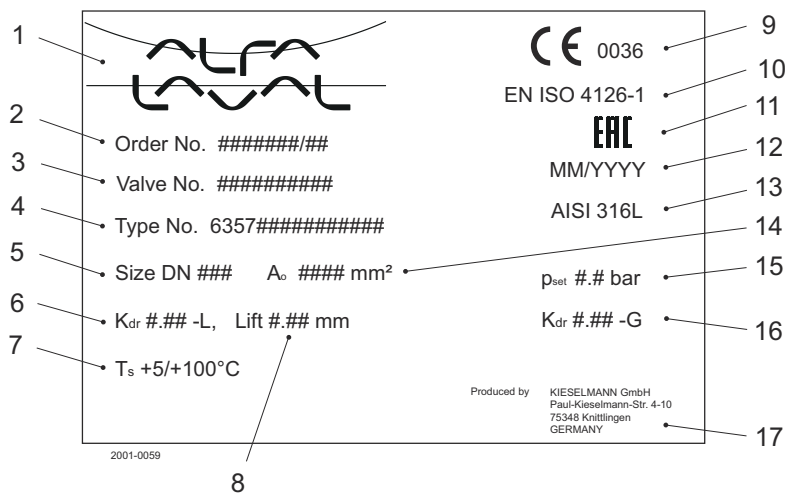 1
ALFA
LAVAL
2
Order No. #######/##
3
Valve No. ##########
4
Type No. 6357###########
5
Size DN ### Ao #### mm²
6
Kdr #.## -L, Lift #.## mm
7
Ts +5/+100°C
8
CE 0036
9
EN ISO 4126-1
10
EAC
11
MM/YYYY
12
AISI 316L
13
14
pset #.# bar
15
Kdr #.## -G
16
Produced by KIESELMANN GmbH
Paul-Kieselmann-Str. 4-10
75348 Knittlingen
GERMANY
17
2001-0059